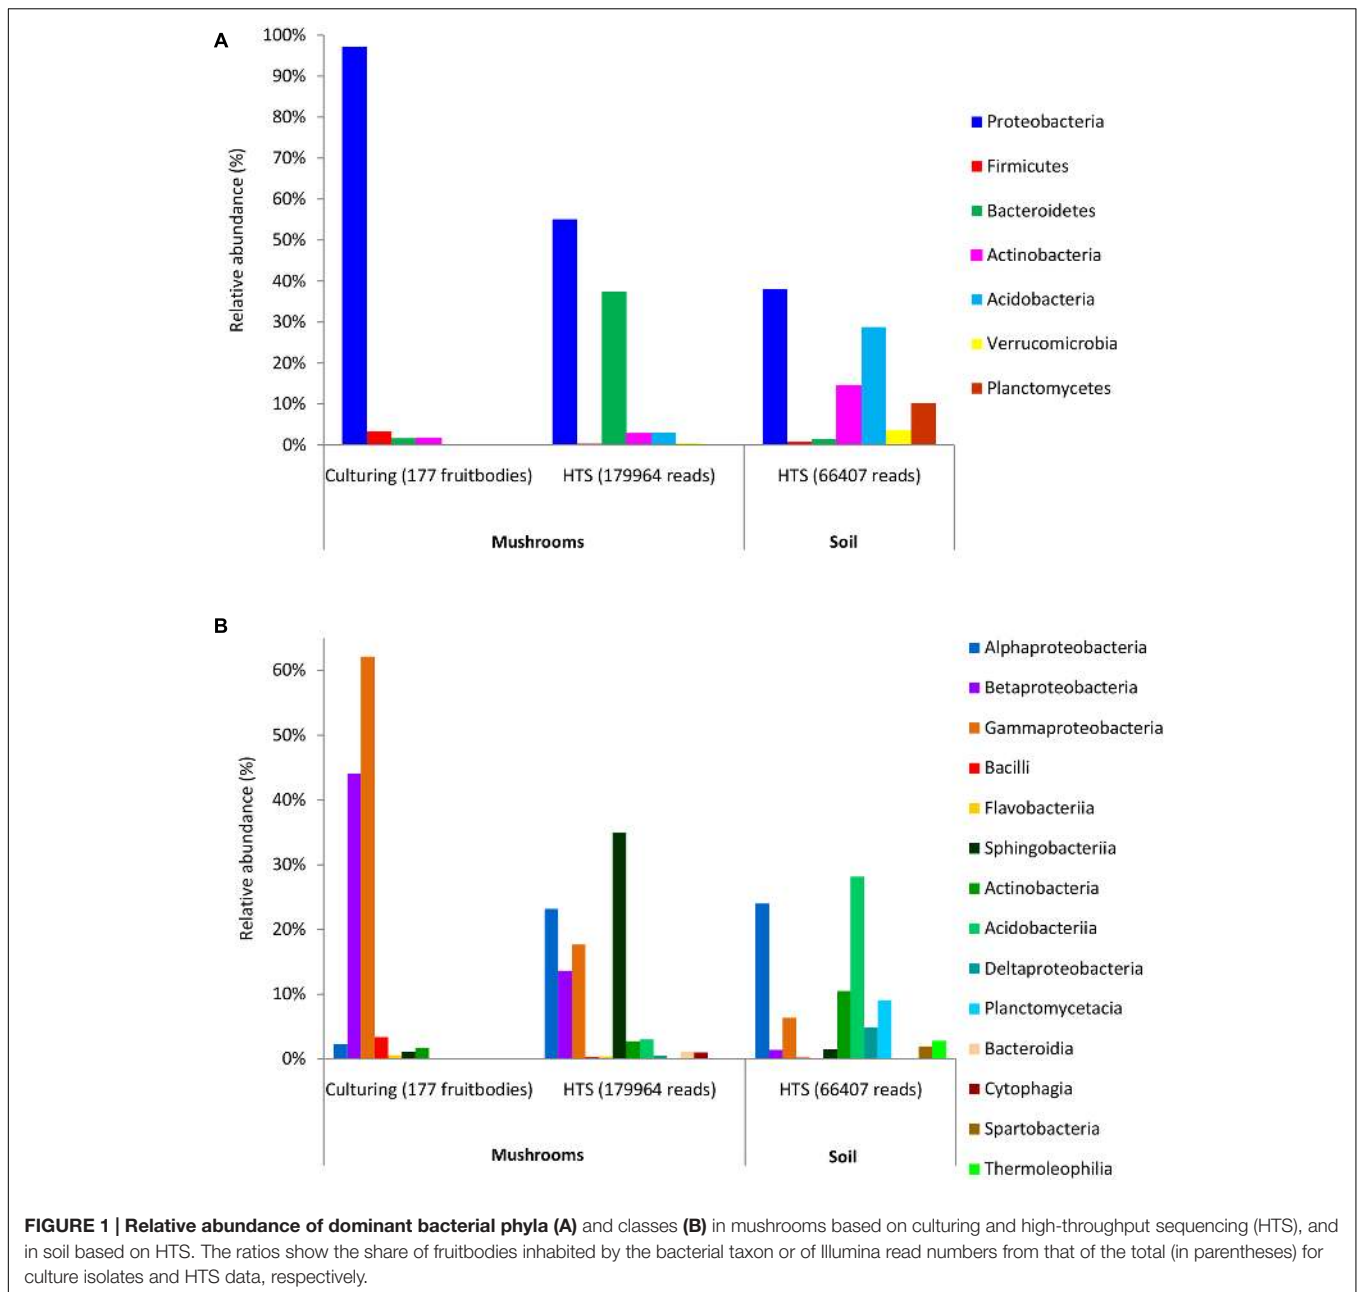 A
100%
90%
80%
70%
60%
50%
40%
30%
20%
10%
0%
Relative abundance (%)
Culturing (177 fruitbodies)
HTS (179964 reads)
HTS (66407 reads)
Mushrooms
Soil
Proteobacteria
Firmicutes
Bacteroidetes
Actinobacteria
Acidobacteria
Verrucomicrobia
Planctomycetes
B
60%
50%
40%
30%
20%
10%
0%
Relative abundance (%)
Culturing (177 fruitbodies)
HTS (179964 reads)
HTS (66407 reads)
Mushrooms
Soil
Alphaproteobacteria
Betaproteobacteria
Gammaproteobacteria
Bacilli
Flavobacteriia
Sphingobacteriia
Actinobacteria
Acidobacteriia
Deltaproteobacteria
Planctomycetacia
Bacteroidia
Cytophagia
Spartobacteria
Thermoleophilia
FIGURE 1 | Relative abundance of dominant bacterial phyla (A) and classes (B) in mushrooms based on culturing and high-throughput sequencing (HTS), and
in soil based on HTS. The ratios show the share of fruitbodies inhabited by the bacterial taxon or of Illumina read numbers from that of the total (in parentheses) for
culture isolates and HTS data, respectively.